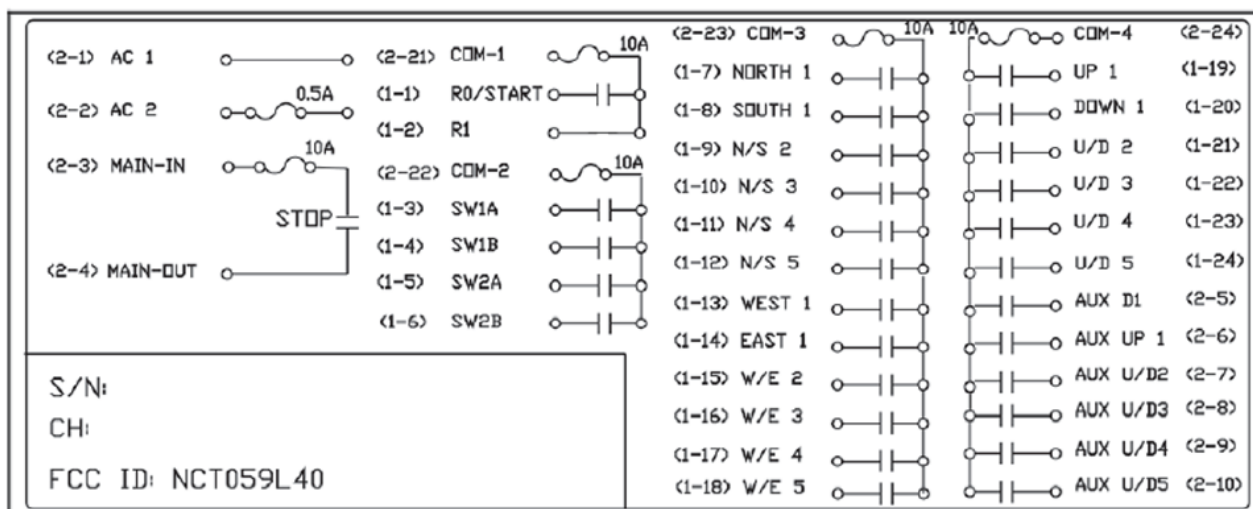 (2-1) AC 1
(2-2) AC 2 0.5A
(2-3) MAIN-IN 10A
STOP
(2-4) MAIN-OUT
(2-21) COM-1 10A
(1-1) R0/START
(1-2) R1
(2-22) COM-2 10A
(1-3) SW1A
(1-4) SW1B
(1-5) SW2A
(1-6) SW2B
(2-23) COM-3 10A
(1-7) NORTH 1
(1-8) SOUTH 1
(1-9) N/S 2
(1-10) N/S 3
(1-11) N/S 4
(1-12) N/S 5
(1-13) WEST 1
(1-14) EAST 1
(1-15) W/E 2
(1-16) W/E 3
(1-17) W/E 4
(1-18) W/E 5
10A COM-4 (2-24)
UP 1 (1-19)
DOWN 1 (1-20)
U/D 2 (1-21)
U/D 3 (1-22)
U/D 4 (1-23)
U/D 5 (1-24)
AUX D1 (2-5)
AUX UP 1 (2-6)
AUX U/D2 (2-7)
AUX U/D3 (2-8)
AUX U/D4 (2-9)
AUX U/D5 (2-10)
S/N:
CH:
FCC ID: NCT059L40